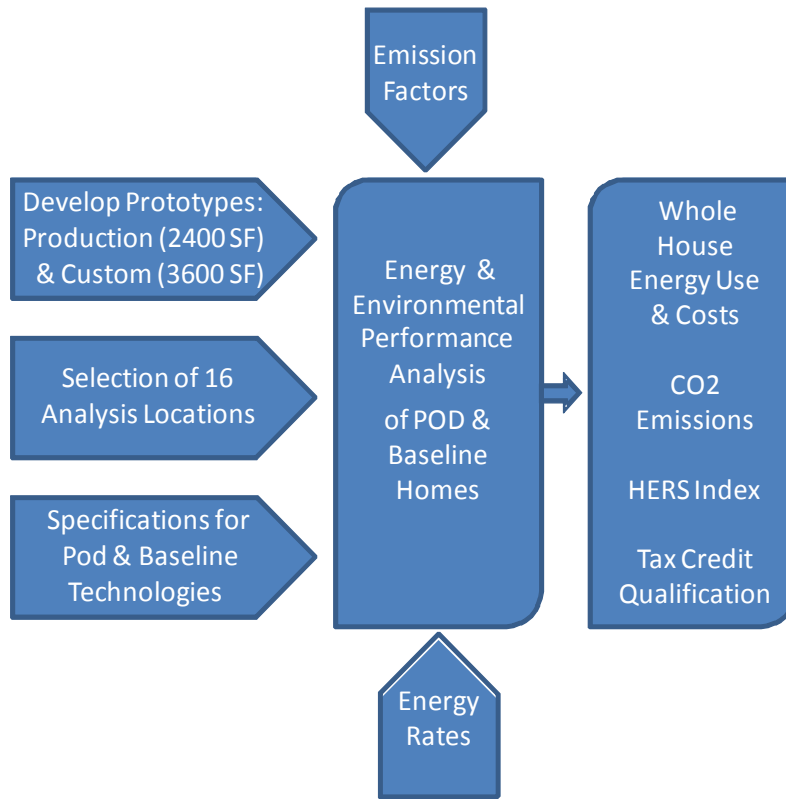 Emission
Factors
Develop Prototypes:
Production (2400 SF)
& Custom (3600 SF)
Selection of 16
Analysis Locations
Specifications for
Pod & Baseline
Technologies
Energy &
Environmental
Performance
Analysis
of POD &
Baseline
Homes
Whole
House
Energy Use
& Costs
CO2
Emissions
HERS Index
Tax Credit
Qualification
Energy
Rates